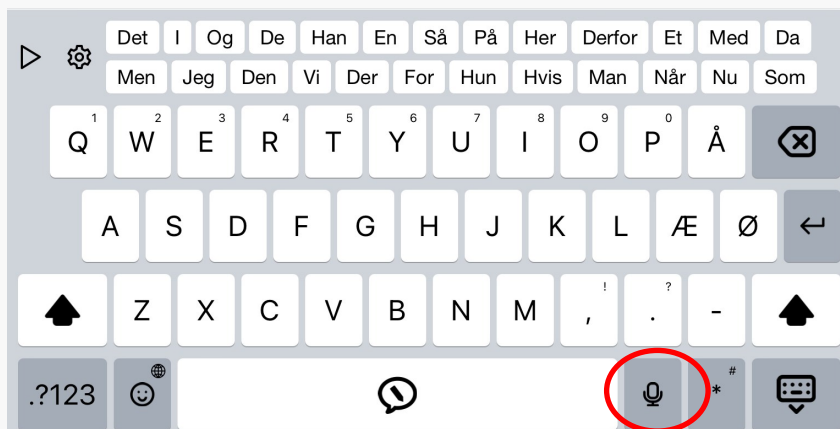 Det I Og De Han En Så På Her Derfor Et Med Da
Men Jeg Den Vi Der For Hun Hvis Man Når Nu Som
1 2 3 4 5 6 7 8 9 0
Q W E R T Y U I O P Å
A S D F G H J K L Æ Ø
! ?
Z X C V B N M , . -
#
.?123 *